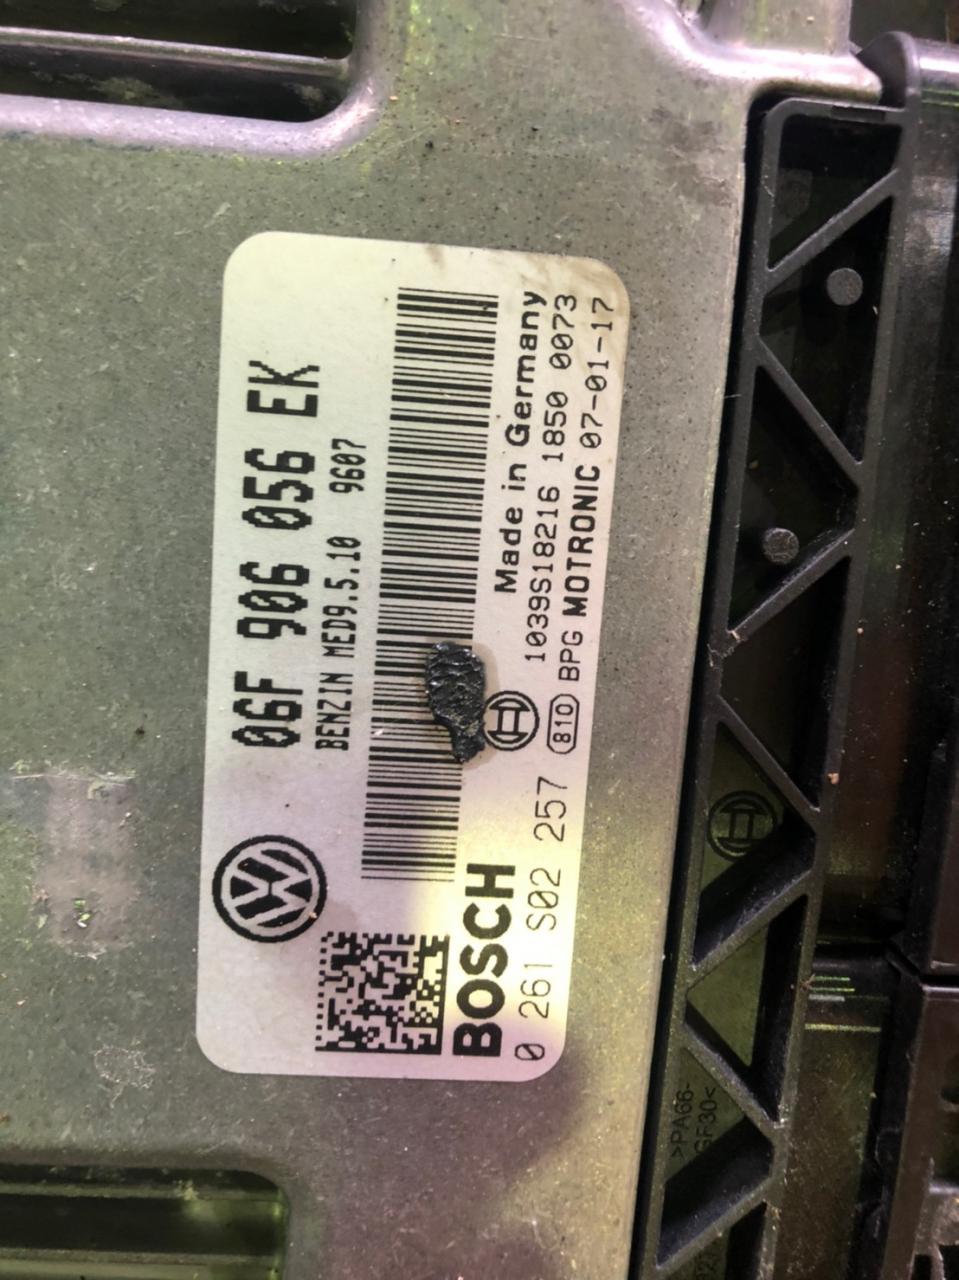 06F 906 056 EK
BENZIN MED9.5.10 9607
Made in Germany
1039S18216 1850 0073
BOSCH
0 261 S02 257
810 BPG MOTRONIC 07-01-17
>PA66-
GF30<